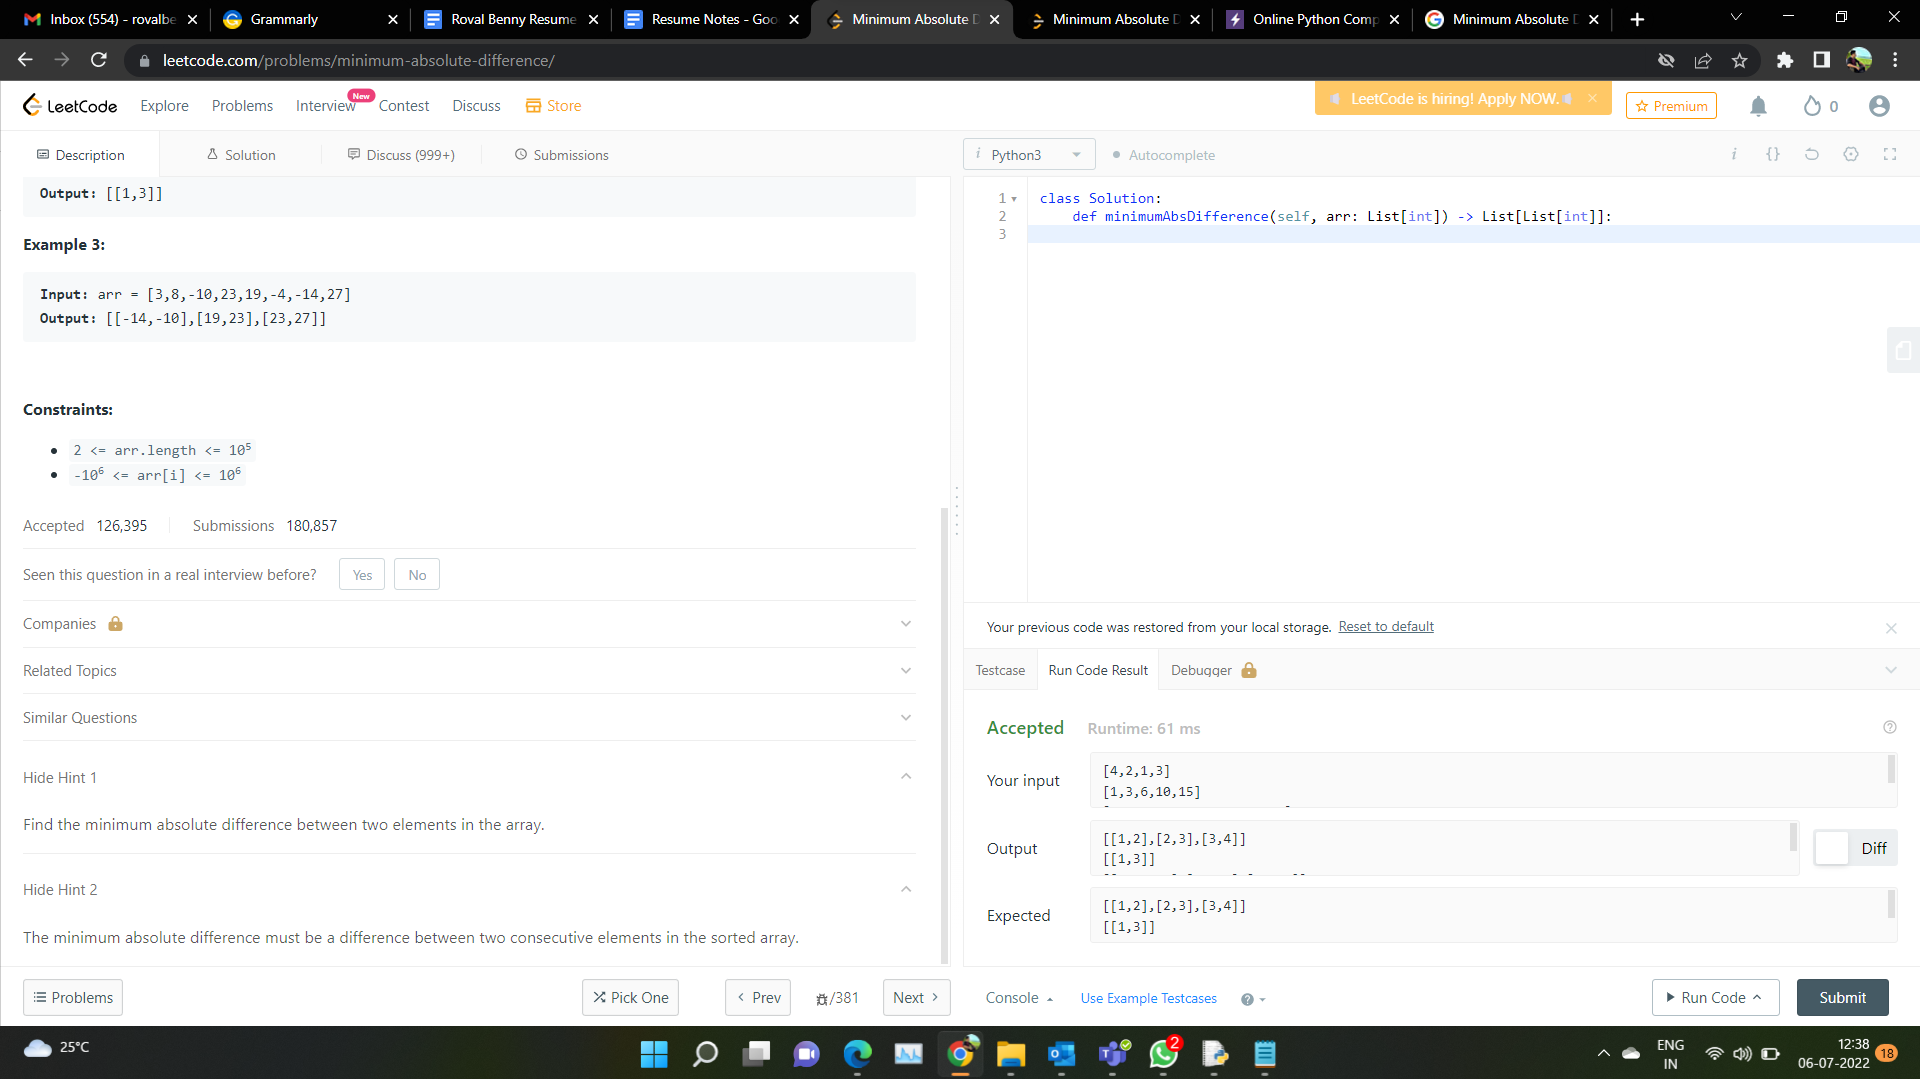 Inbox (554) - rovalbe
Grammarly
Roval Benny Resume
Resume Notes - Goo
Minimum Absolute D
Minimum Absolute D
Online Python Comp
Minimum Absolute D
leetcode.com/problems/minimum-absolute-difference/
LeetCode
Explore
Problems
Interview
New
Contest
Discuss
Store
LeetCode is hiring! Apply NOW.
Premium
0
Description
Solution
Discuss (999+)
Submissions
Output: [[1,3]]
Example 3:
Input: arr = [3,8,-10,23,19,-4,-14,27]
Output: [[-14,-10],[19,23],[23,27]]
Constraints:
2 <= arr.length <= 10⁵
-10⁶ <= arr[i] <= 10⁶
Accepted 126,395 Submissions 180,857
Seen this question in a real interview before? Yes No
Companies
Related Topics
Similar Questions
Hide Hint 1
Find the minimum absolute difference between two elements in the array.
Hide Hint 2
The minimum absolute difference must be a difference between two consecutive elements in the sorted array.
Problems
Pick One
Prev
/381
Next
i Python3
Autocomplete
i {}
1 class Solution:
2 def minimumAbsDifference(self, arr: List[int]) -> List[List[int]]:
3
Your previous code was restored from your local storage. Reset to default
Testcase
Run Code Result
Debugger
Accepted Runtime: 61 ms
Your input
[4,2,1,3]
[1,3,6,10,15]
Output
[[1,2],[2,3],[3,4]]
[[1,3]]
Diff
Expected
[[1,2],[2,3],[3,4]]
[[1,3]]
Console
Use Example Testcases
Run Code
Submit
25°C
2
ENG
IN
12:38
06-07-2022
18